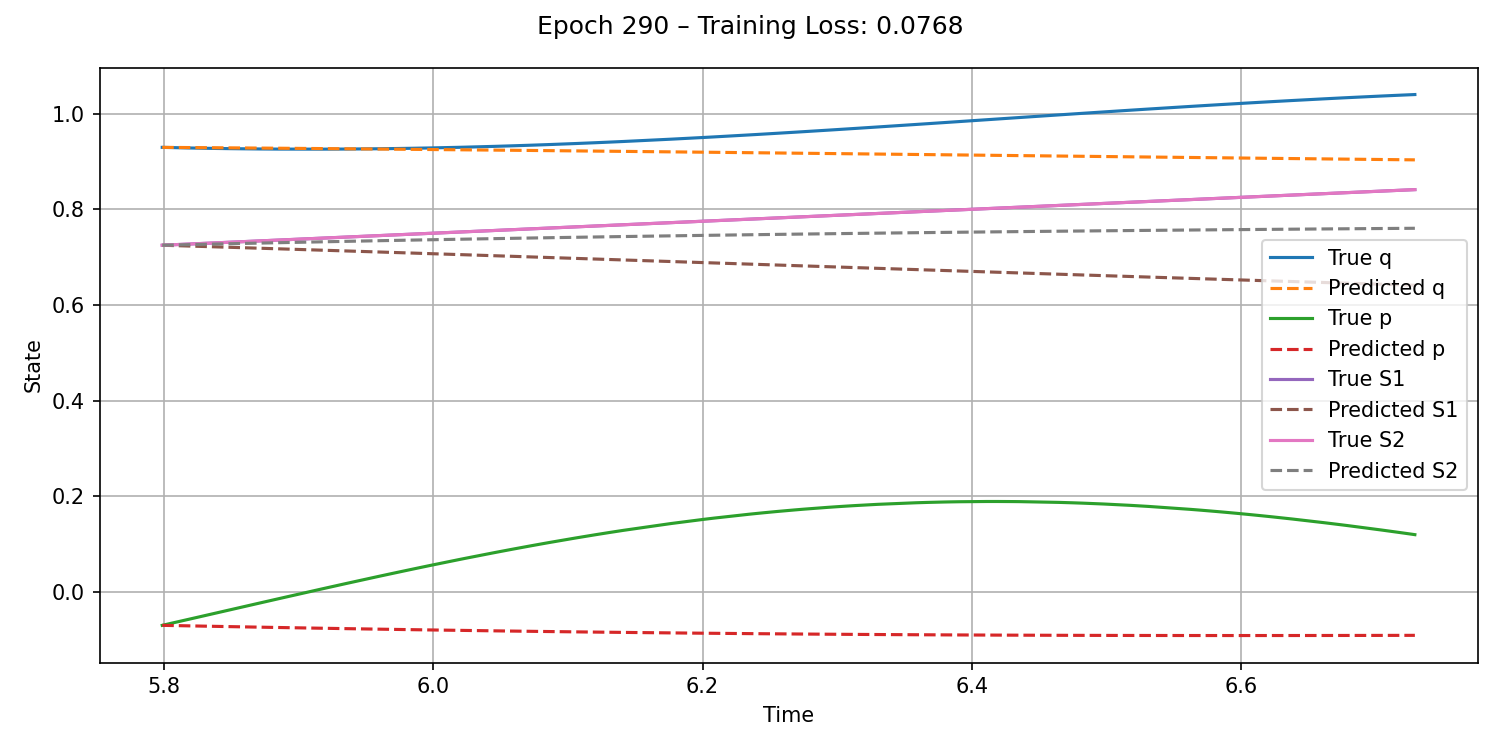 Epoch 290 – Training Loss: 0.0768
1.0
0.8
0.6
0.4
0.2
0.0
State
True q
Predicted q
True p
Predicted p
True S1
Predicted S1
True S2
Predicted S2
5.8
6.0
6.2
6.4
6.6
Time